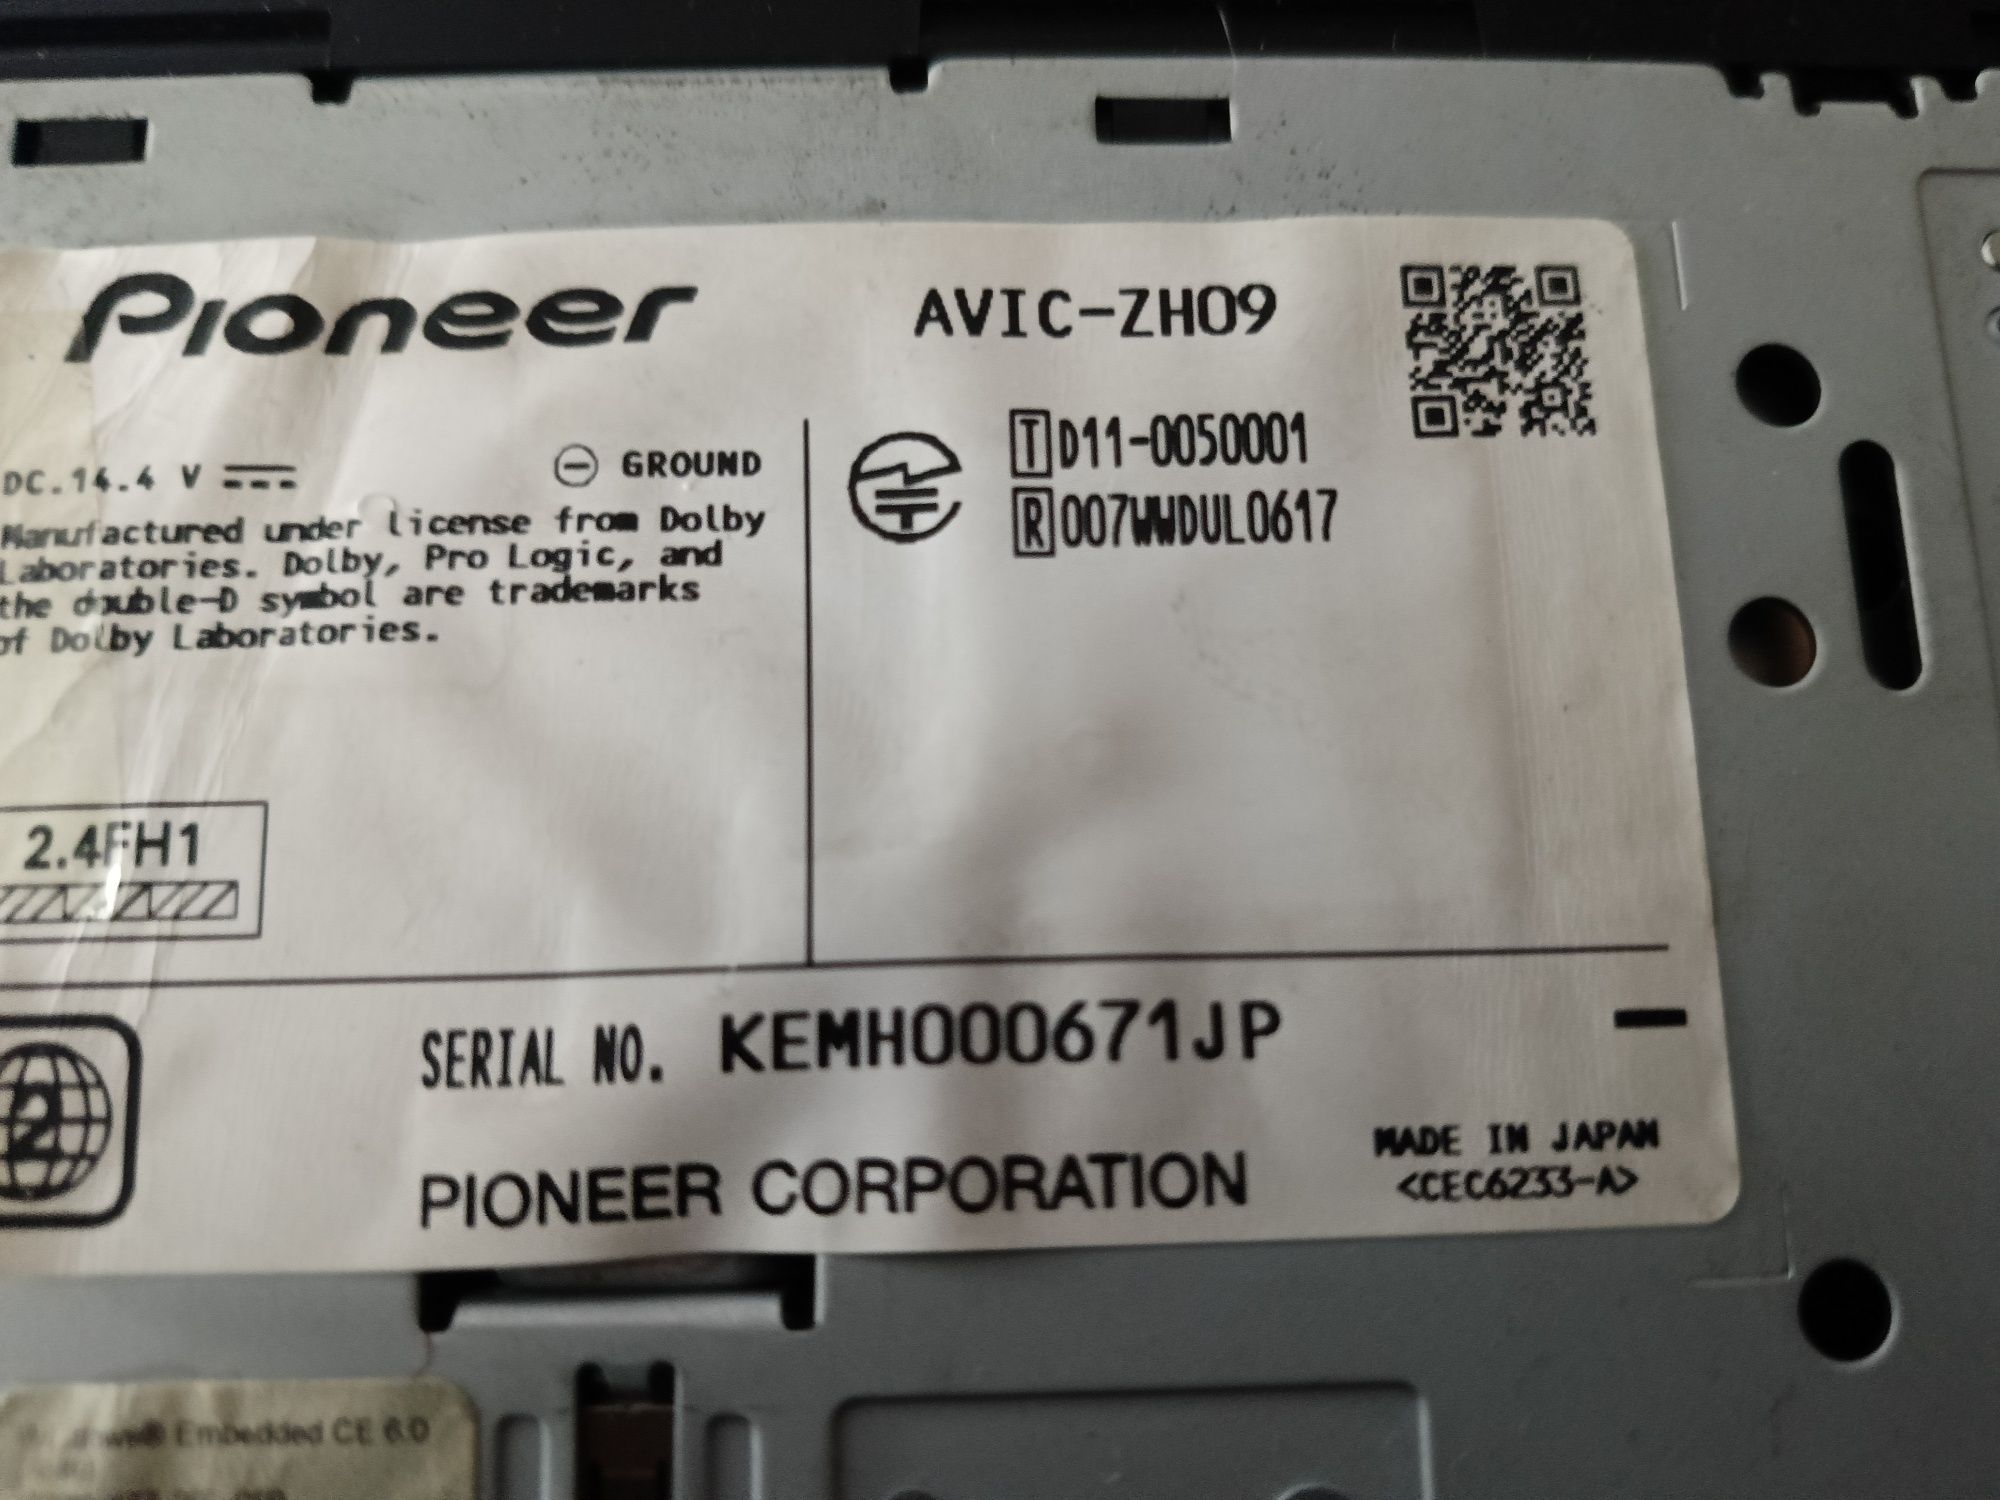 Pioneer
AVIC-ZH09
DC.14.4 V
GROUND
T D11-0050001
R 007WWDUL0617
Manufactured under license from Dolby
Laboratories. Dolby, Pro Logic, and
the double-D symbol are trademarks
of Dolby Laboratories.
2.4FH1
2
SERIAL NO. KEMH000671JP
PIONEER CORPORATION
MADE IN JAPAN
<CEC6233-A>
Embedded CE 6.0